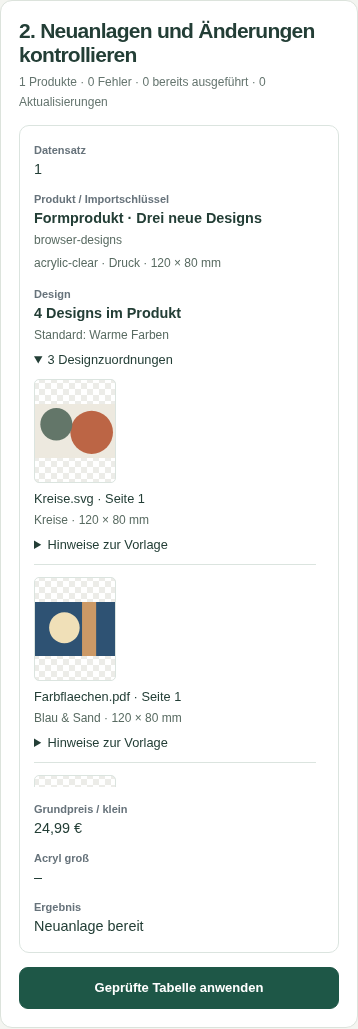 2. Neuanlagen und Änderungen
kontrollieren
1 Produkte · 0 Fehler · 0 bereits ausgeführt · 0
Aktualisierungen
Datensatz
1
Produkt / Importschlüssel
Formprodukt · Drei neue Designs
browser-designs
acrylic-clear · Druck · 120 × 80 mm
Design
4 Designs im Produkt
Standard: Warme Farben
▼ 3 Designzuordnungen
Kreise.svg · Seite 1
Kreise · 120 × 80 mm
▶ Hinweise zur Vorlage
Farbflaechen.pdf · Seite 1
Blau & Sand · 120 × 80 mm
▶ Hinweise zur Vorlage
Grundpreis / klein
24,99 €
Acryl groß
–
Ergebnis
Neuanlage bereit
Geprüfte Tabelle anwenden